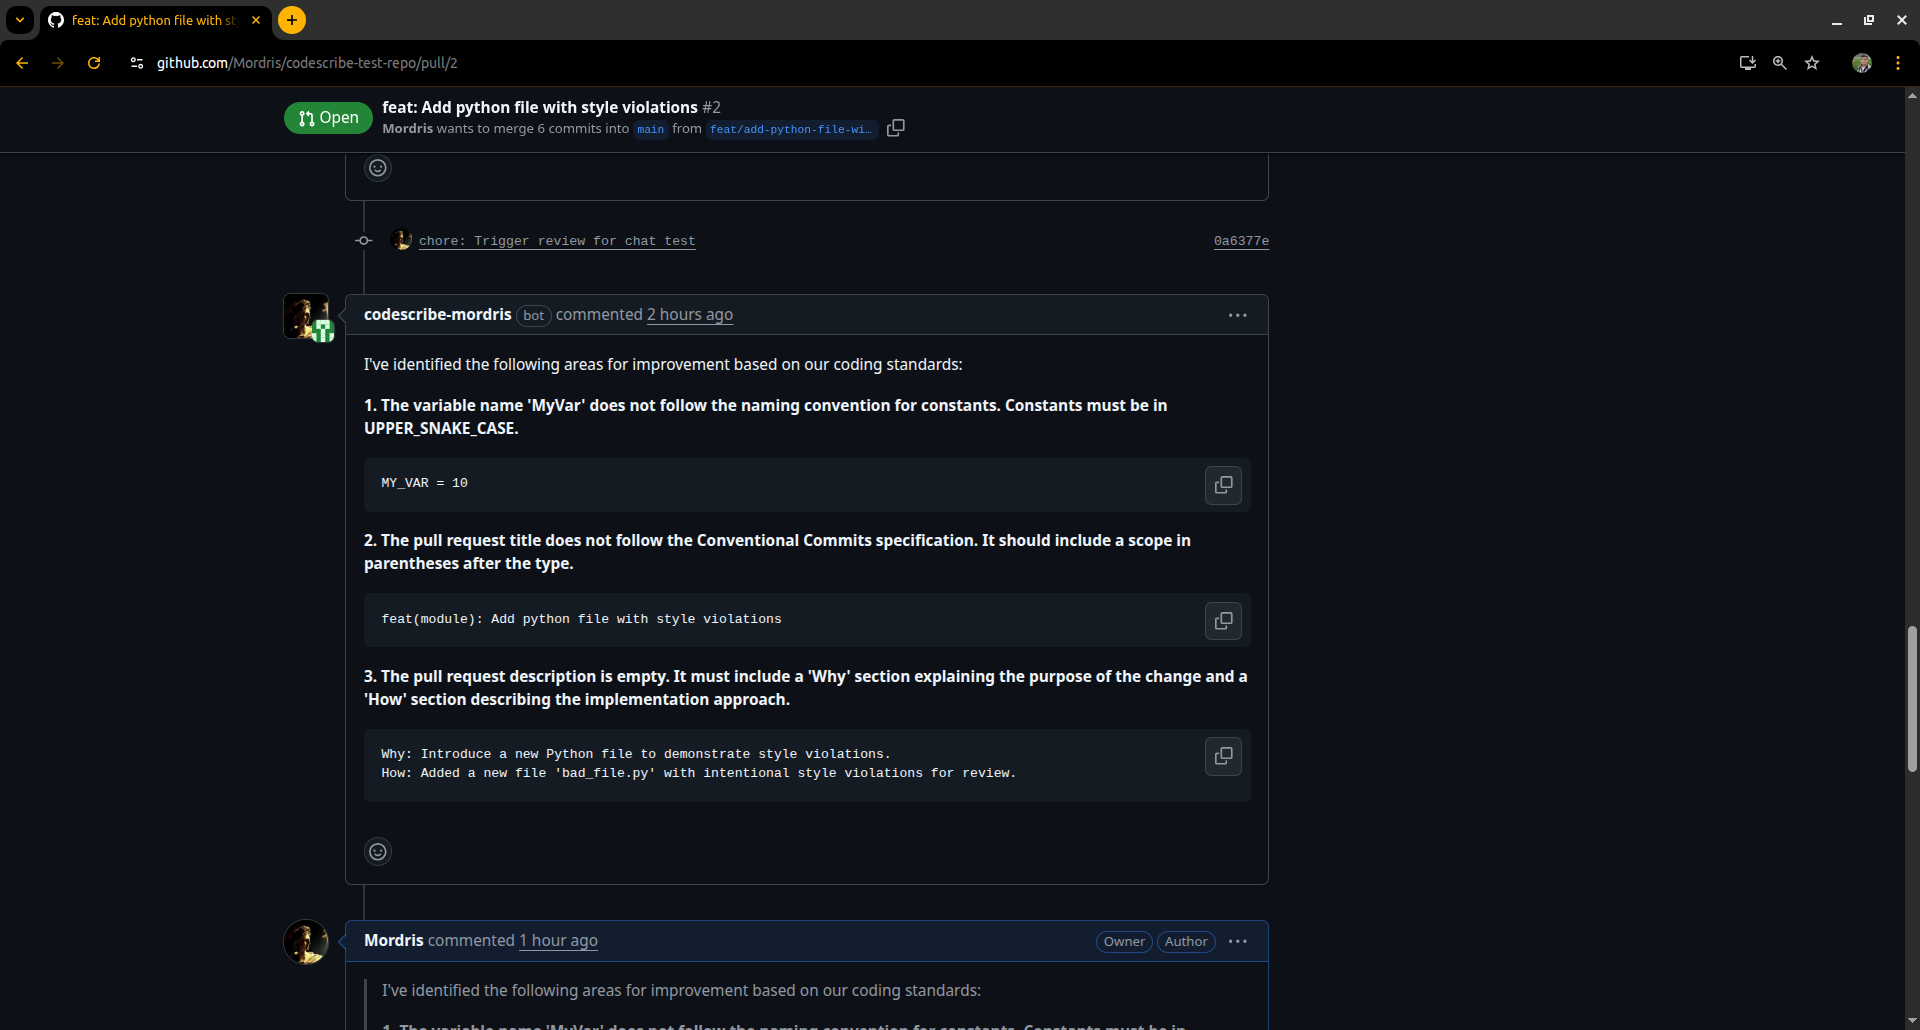 feat: Add python file with st
github.com/Mordris/codescribe-test-repo/pull/2
Open
feat: Add python file with style violations #2
Mordris wants to merge 6 commits into main from feat/add-python-file-wi…
chore: Trigger review for chat test
0a6377e
codescribe-mordris bot commented 2 hours ago
I've identified the following areas for improvement based on our coding standards:
1. The variable name 'MyVar' does not follow the naming convention for constants. Constants must be in
UPPER_SNAKE_CASE.
MY_VAR = 10
2. The pull request title does not follow the Conventional Commits specification. It should include a scope in
parentheses after the type.
feat(module): Add python file with style violations
3. The pull request description is empty. It must include a 'Why' section explaining the purpose of the change and a
'How' section describing the implementation approach.
Why: Introduce a new Python file to demonstrate style violations.
How: Added a new file 'bad_file.py' with intentional style violations for review.
Mordris commented 1 hour ago
Owner
Author
I've identified the following areas for improvement based on our coding standards:
1. The variable name 'MyVar' does not follow the naming convention for constants. Constants must be in